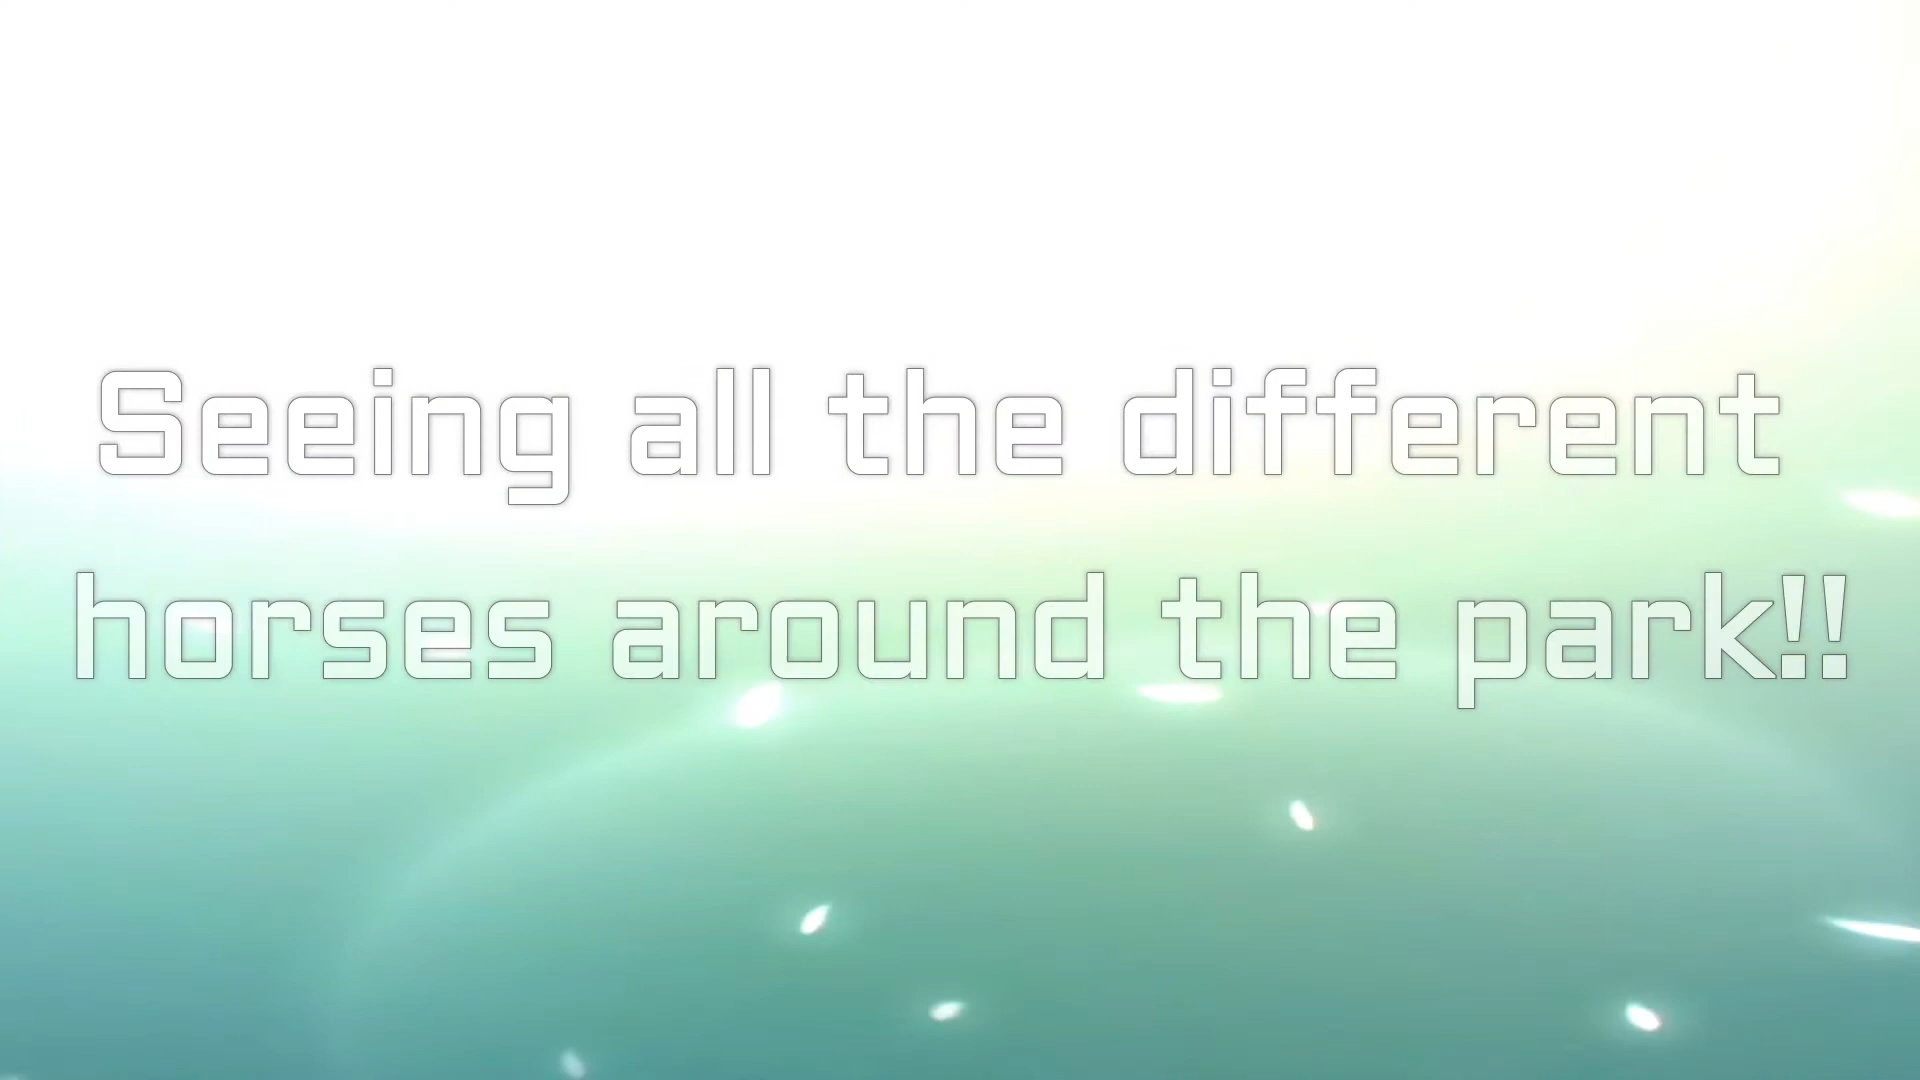 Seeing all the different
horses around the park!!